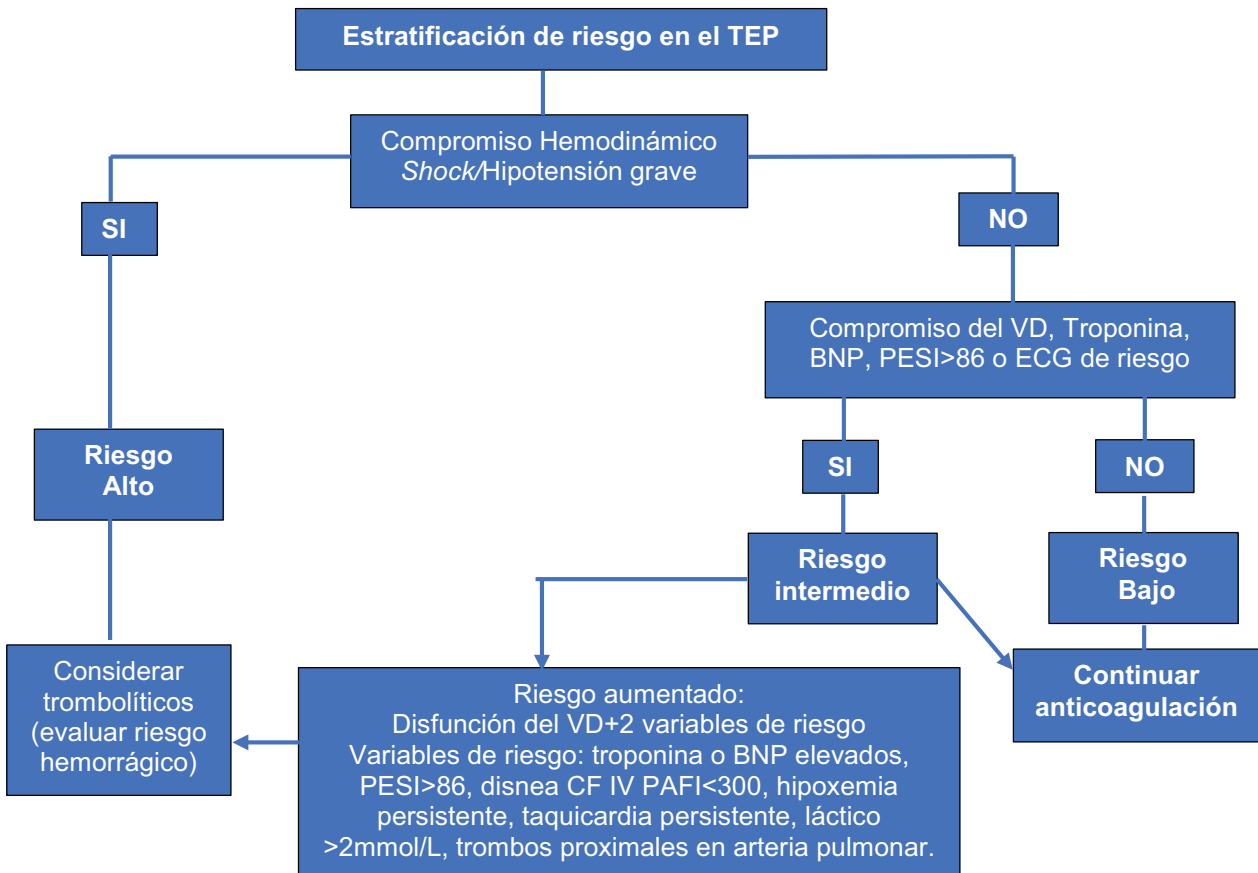 Estratificación de riesgo en el TEP
Compromiso Hemodinámico
Shock/Hipotensión grave
SI
NO
Compromiso del VD, Troponina,
BNP, PESI>86 o ECG de riesgo
Riesgo
Alto
SI
NO
Riesgo
intermedio
Riesgo
Bajo
Considerar
trombolíticos
(evaluar riesgo
hemorrágico)
Riesgo aumentado:
Disfunción del VD+2 variables de riesgo
Variables de riesgo: troponina o BNP elevados,
PESI>86, disnea CF IV PAFI<300, hipoxemia
persistente, taquicardia persistente, láctico
>2mmol/L, trombos proximales en arteria pulmonar.
Continuar
anticoagulación